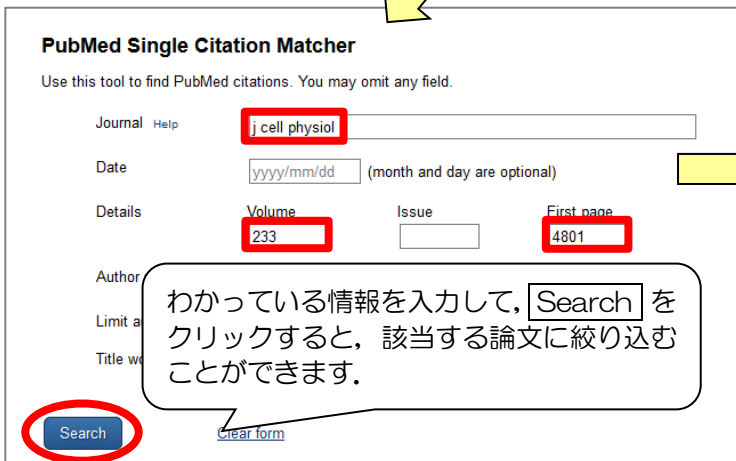 PubMed Single Citation Matcher
Use this tool to find PubMed citations. You may omit any field.
Journal Help j cell physiol
Date yyyy/mm/dd (month and day are optional)
Details Volume Issue First page
233 4801
Author
Limit a
Title wo
わかっている情報を入力して, Search を
クリックすると, 該当する論文に絞り込む
ことができます.
Search Clear form